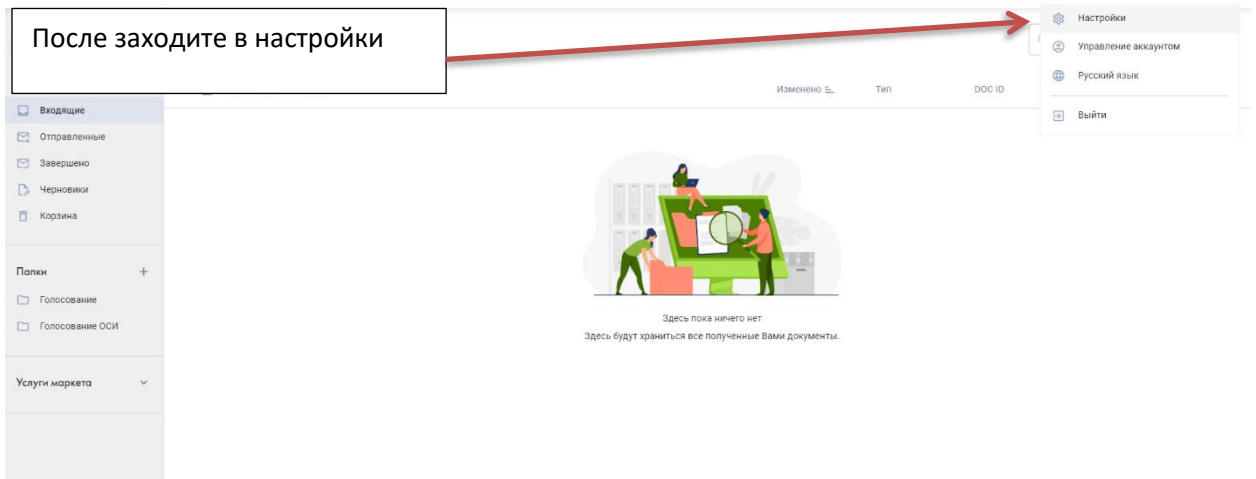 После заходите в настройки
Настройки
Управление аккаунтом
Русский язык
Выйти
Изменено
Тип
DOC ID
Входящие
Отправленные
Завершено
Черновики
Корзина
Папки
Голосование
Голосование ОСИ
Услуги маркета
Здесь пока ничего нет
Здесь будут храниться все полученные Вами документы.